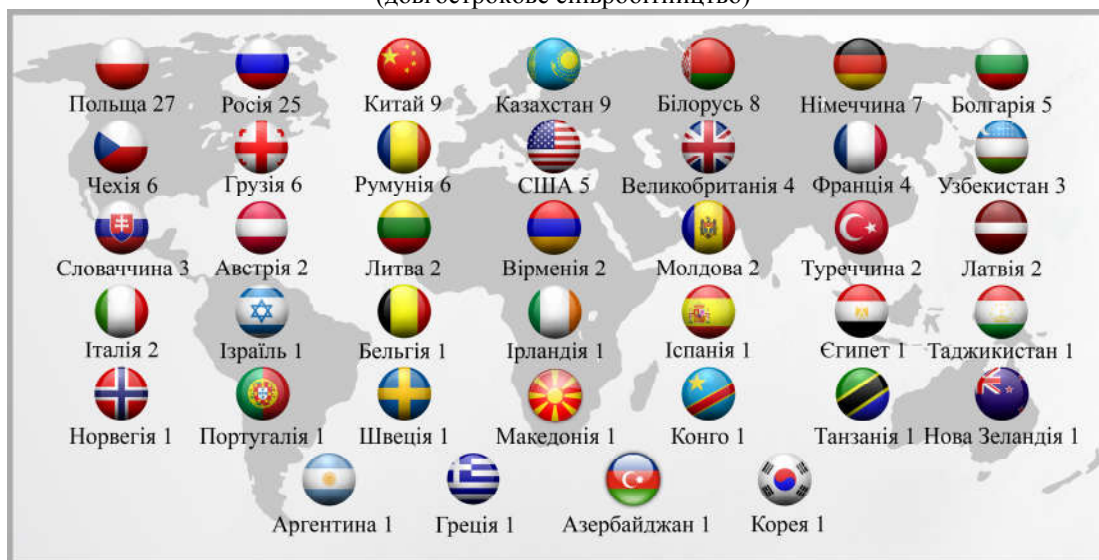 (довгострокове співробітництво)
Польща 27 Росія 25 Китай 9 Казахстан 9 Білорусь 8 Німеччина 7 Болгарія 5
Чехія 6 Грузія 6 Румунія 6 США 5 Великобританія 4 Франція 4 Узбекистан 3
Словаччина 3 Австрія 2 Литва 2 Вірменія 2 Молдова 2 Туреччина 2 Латвія 2
Італія 2 Ізраїль 1 Бельгія 1 Ірландія 1 Іспанія 1 Єгипет 1 Таджикистан 1
Норвегія 1 Португалія 1 Швеція 1 Македонія 1 Конго 1 Танзанія 1 Нова Зеландія 1
Аргентина 1 Греція 1 Азербайджан 1 Корея 1